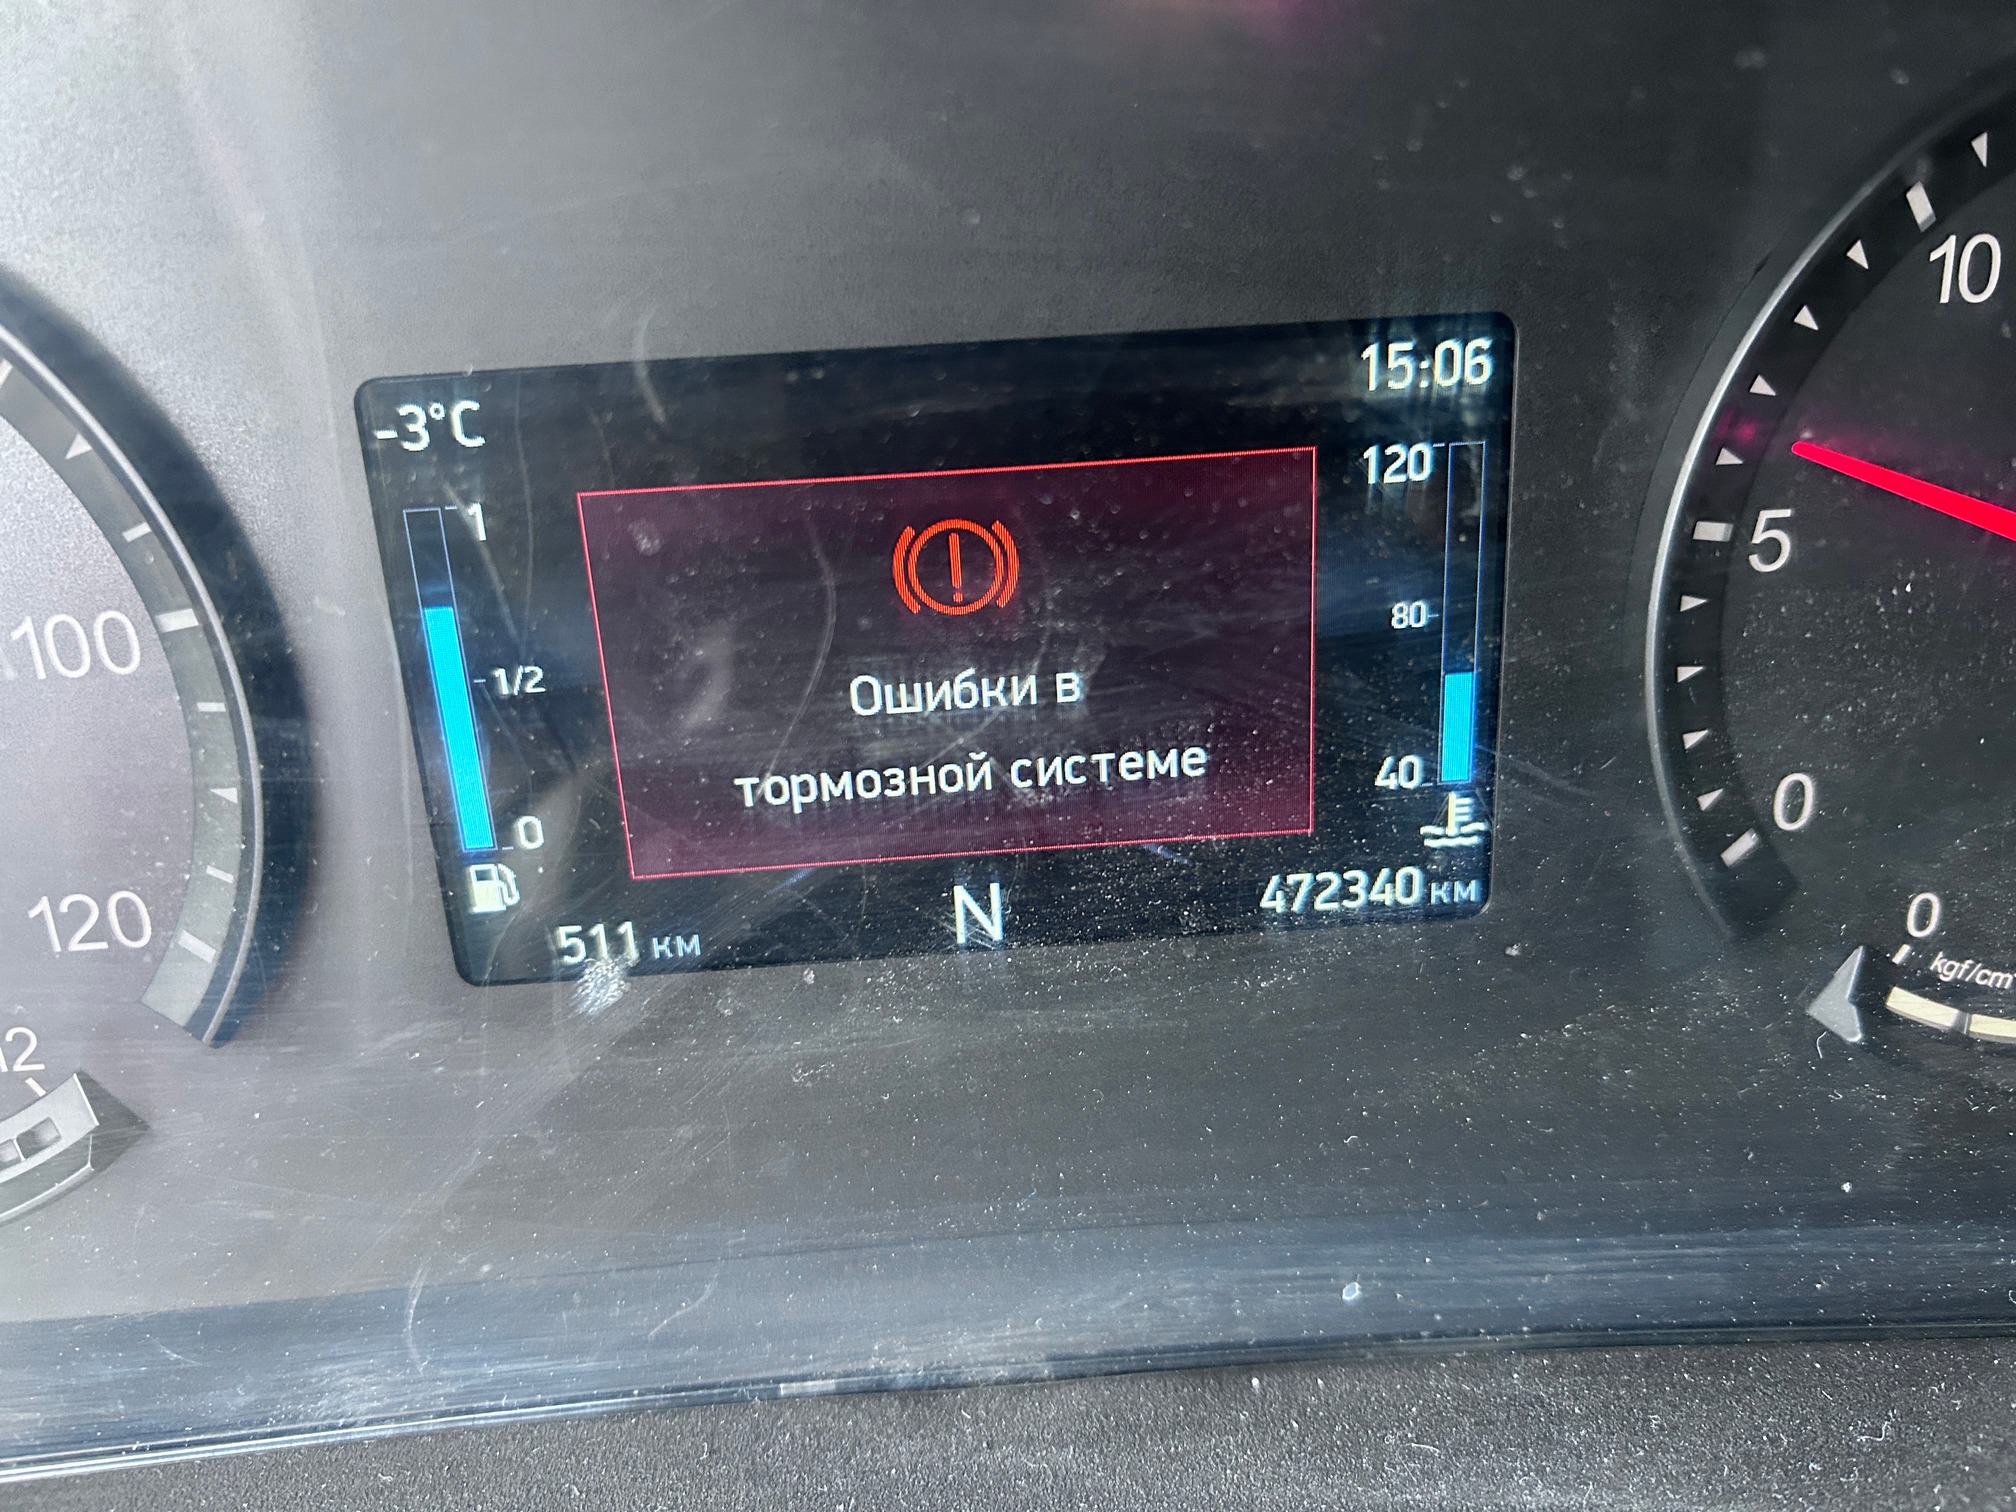 15:06
-3°C
120
1
10
80
5
100
1/2
Ошибки в
тормозной системе
40
0
0
120
N
472340 км
511 км
0
kgf/cm